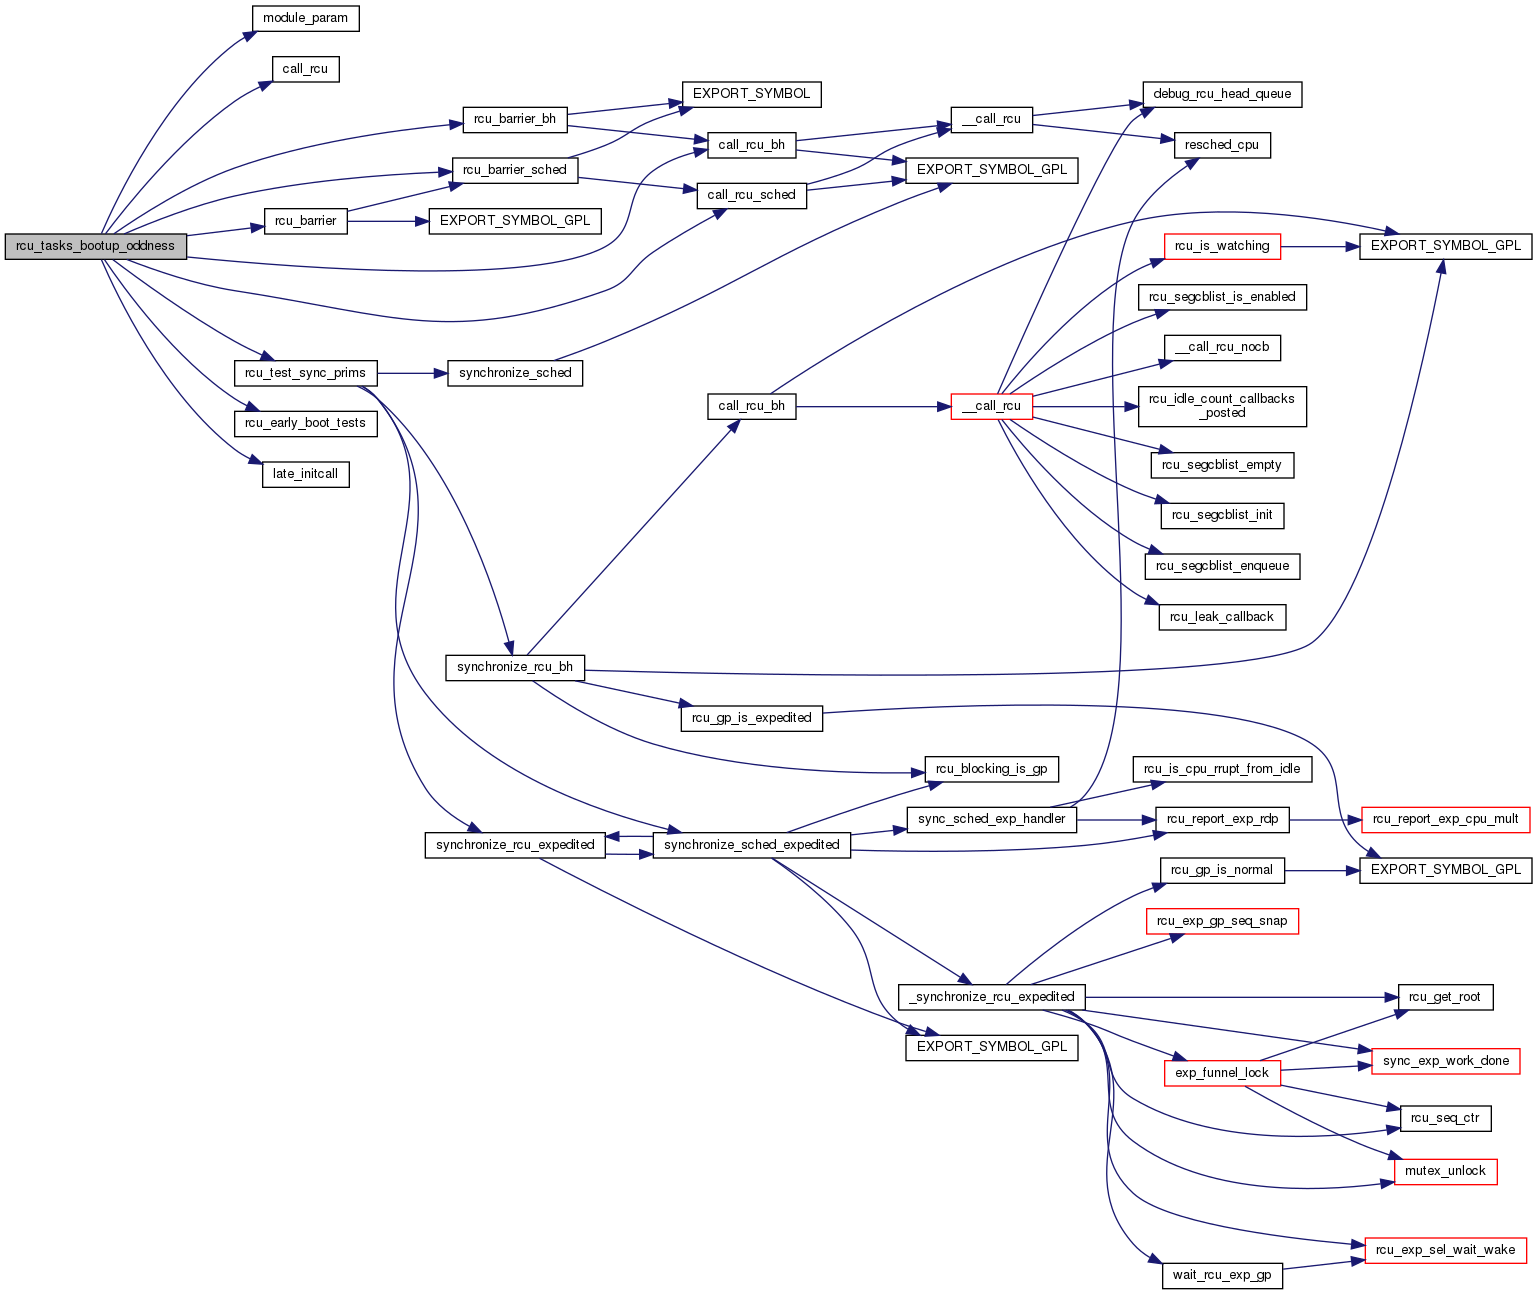 module_param
call_rcu
EXPORT_SYMBOL
debug_rcu_head_queue
rcu_barrier_bh
__call_rcu
call_rcu_bh
resched_cpu
rcu_barrier_sched
EXPORT_SYMBOL_GPL
call_rcu_sched
rcu_barrier
EXPORT_SYMBOL_GPL
rcu_tasks_bootup_oddness
rcu_is_watching
EXPORT_SYMBOL_GPL
rcu_segcblist_is_enabled
__call_rcu_nocb
rcu_test_sync_prims
synchronize_sched
rcu_idle_count_callbacks
_posted
call_rcu_bh
__call_rcu
rcu_early_boot_tests
rcu_segcblist_empty
late_initcall
rcu_segcblist_init
rcu_segcblist_enqueue
rcu_leak_callback
synchronize_rcu_bh
rcu_gp_is_expedited
rcu_blocking_is_gp
rcu_is_cpu_rrupt_from_idle
sync_sched_exp_handler
rcu_report_exp_rdp
rcu_report_exp_cpu_mult
synchronize_rcu_expedited
synchronize_sched_expedited
rcu_gp_is_normal
EXPORT_SYMBOL_GPL
rcu_exp_gp_seq_snap
_synchronize_rcu_expedited
rcu_get_root
EXPORT_SYMBOL_GPL
sync_exp_work_done
exp_funnel_lock
rcu_seq_ctr
mutex_unlock
rcu_exp_sel_wait_wake
wait_rcu_exp_gp